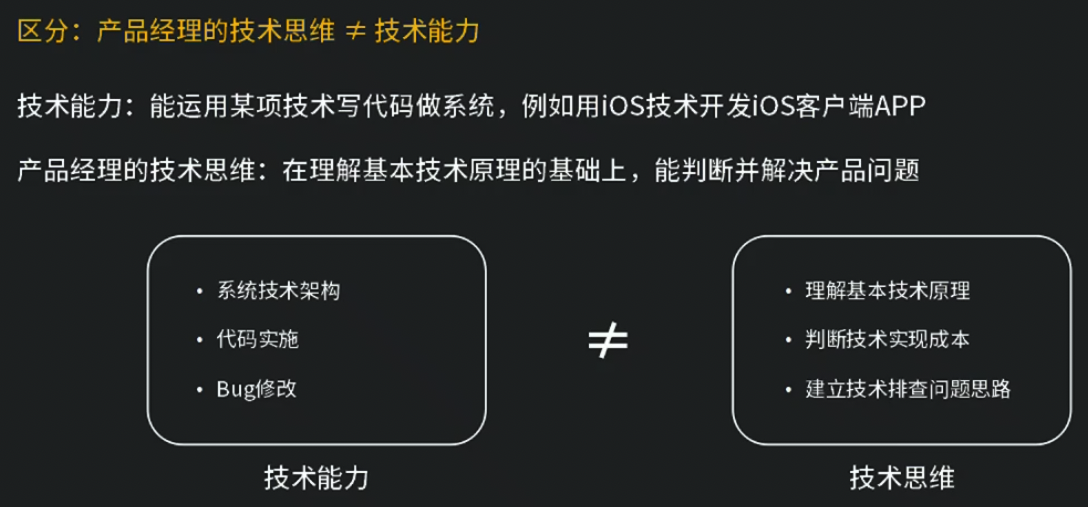 区分：产品经理的技术思维 ≠ 技术能力
技术能力：能运用某项技术写代码做系统，例如用iOS技术开发iOS客户端APP
产品经理的技术思维：在理解基本技术原理的基础上，能判断并解决产品问题
• 系统技术架构
• 代码实施
• Bug修改
技术能力
≠
• 理解基本技术原理
• 判断技术实现成本
• 建立技术排查问题思路
技术思维